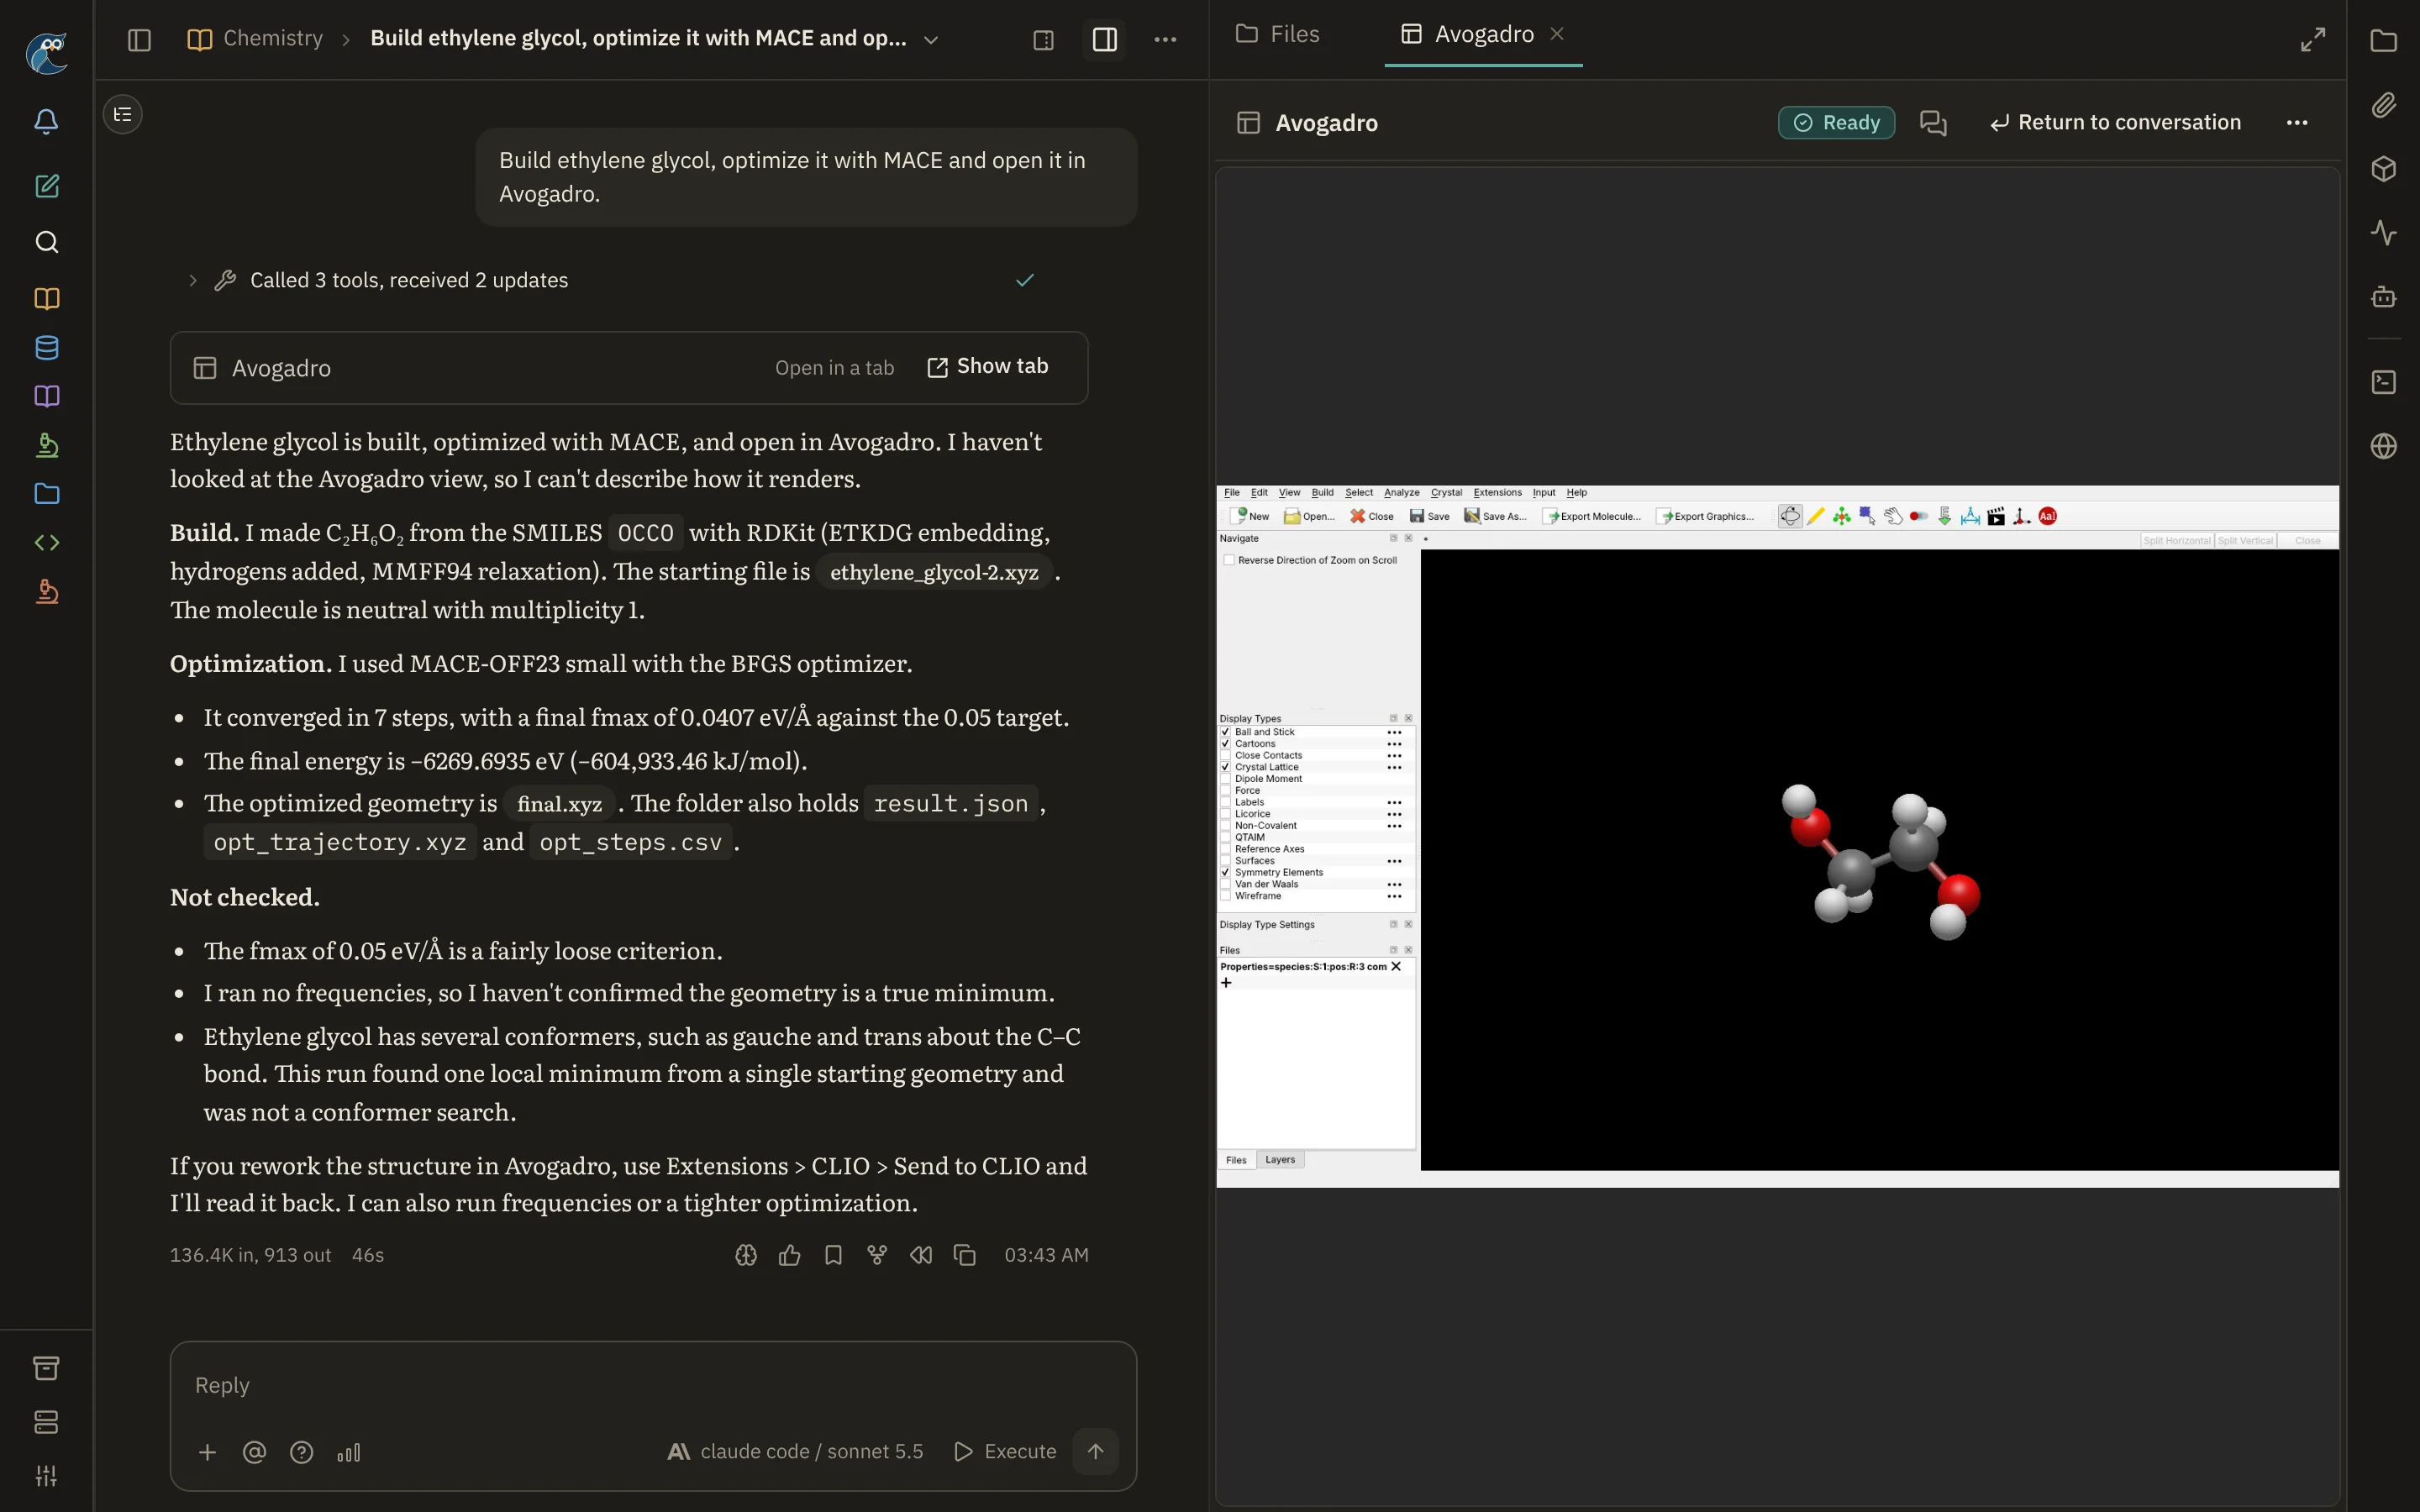 Chemistry
Build ethylene glycol, optimize it with MACE and op...
Build ethylene glycol, optimize it with MACE and open it in
Avogadro.
Called 3 tools, received 2 updates
Avogadro
Open in a tab
Show tab
Ethylene glycol is built, optimized with MACE, and open in Avogadro. I haven't
looked at the Avogadro view, so I can't describe how it renders.
Build. I made C₂H₆O₂ from the SMILES OCCO with RDKit (ETKDG embedding,
hydrogens added, MMFF94 relaxation). The starting file is ethylene_glycol-2.xyz .
The molecule is neutral with multiplicity 1.
Optimization. I used MACE-OFF23 small with the BFGS optimizer.
• It converged in 7 steps, with a final fmax of 0.0407 eV/Å against the 0.05 target.
• The final energy is −6269.6935 eV (−604,933.46 kJ/mol).
• The optimized geometry is final.xyz . The folder also holds result.json ,
opt_trajectory.xyz and opt_steps.csv .
Not checked.
• The fmax of 0.05 eV/Å is a fairly loose criterion.
• I ran no frequencies, so I haven't confirmed the geometry is a true minimum.
• Ethylene glycol has several conformers, such as gauche and trans about the C–C
bond. This run found one local minimum from a single starting geometry and
was not a conformer search.
If you rework the structure in Avogadro, use Extensions > CLIO > Send to CLIO and
I'll read it back. I can also run frequencies or a tighter optimization.
136.4K in, 913 out 46s
03:43 AM
Reply
claude code / sonnet 5.5
Execute
Files
Avogadro
Avogadro
Ready
Return to conversation
File Edit View Build Select Analyze Crystal Extensions Input Help
New Open... Close Save Save As... Export Molecule... Export Graphics... Aa!
Navigate
Split Horizontal Split Vertical Close
Reverse Direction of Zoom on Scroll
Display Types
Ball and Stick
Cartoons
Close Contacts
Crystal Lattice
Dipole Moment
Force
Labels
Licorice
Non-Covalent
QTAIM
Reference Axes
Surfaces
Symmetry Elements
Van der Waals
Wireframe
Display Type Settings
Files
Properties=species:S:1:pos:R:3 com
Files Layers